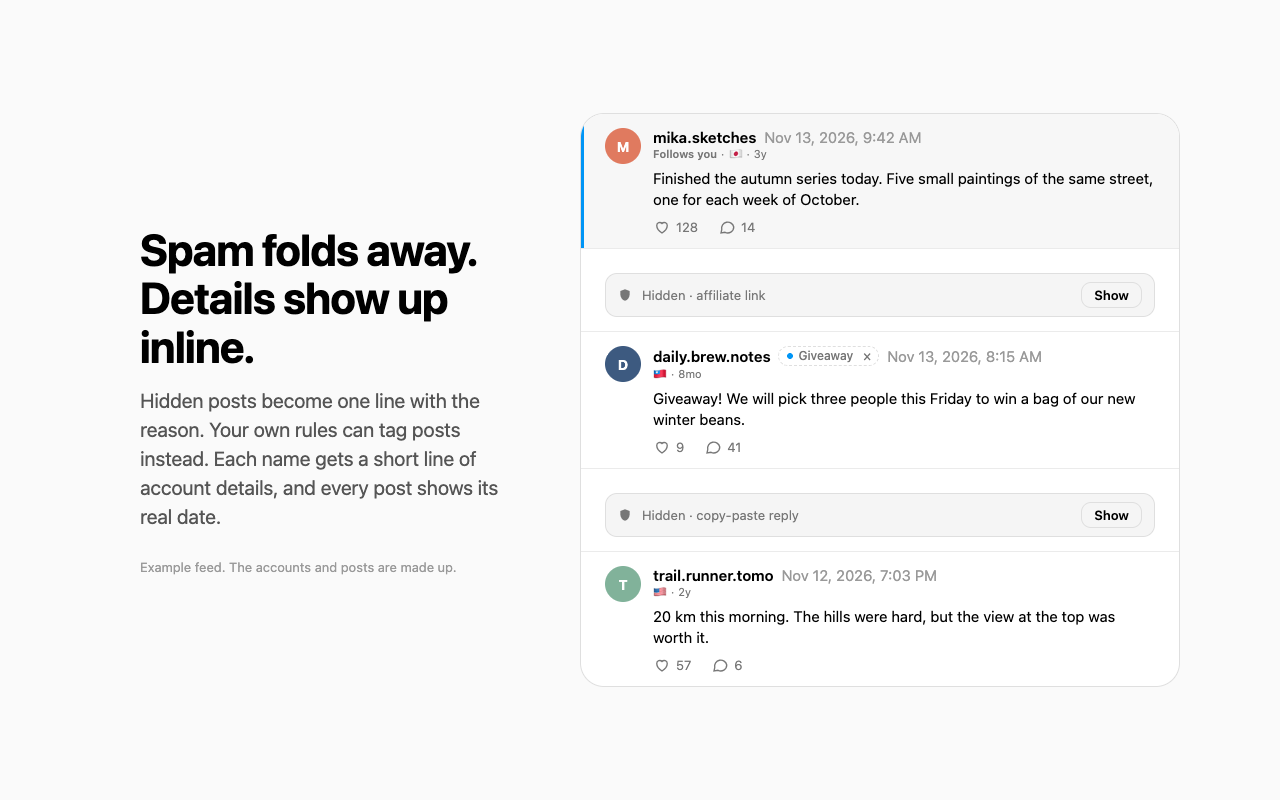 Spam folds away.
Details show up
inline.
Hidden posts become one line with the
reason. Your own rules can tag posts
instead. Each name gets a short line of
account details, and every post shows its
real date.
Example feed. The accounts and posts are made up.
M
mika.sketches Nov 13, 2026, 9:42 AM
Follows you · 🇯🇵 · 3y
Finished the autumn series today. Five small paintings of the same street,
one for each week of October.
128 14
Hidden · affiliate link Show
D
daily.brew.notes Giveaway × Nov 13, 2026, 8:15 AM
🇹🇼 · 8mo
Giveaway! We will pick three people this Friday to win a bag of our new
winter beans.
9 41
Hidden · copy-paste reply Show
T
trail.runner.tomo Nov 12, 2026, 7:03 PM
🇺🇸 · 2y
20 km this morning. The hills were hard, but the view at the top was
worth it.
57 6